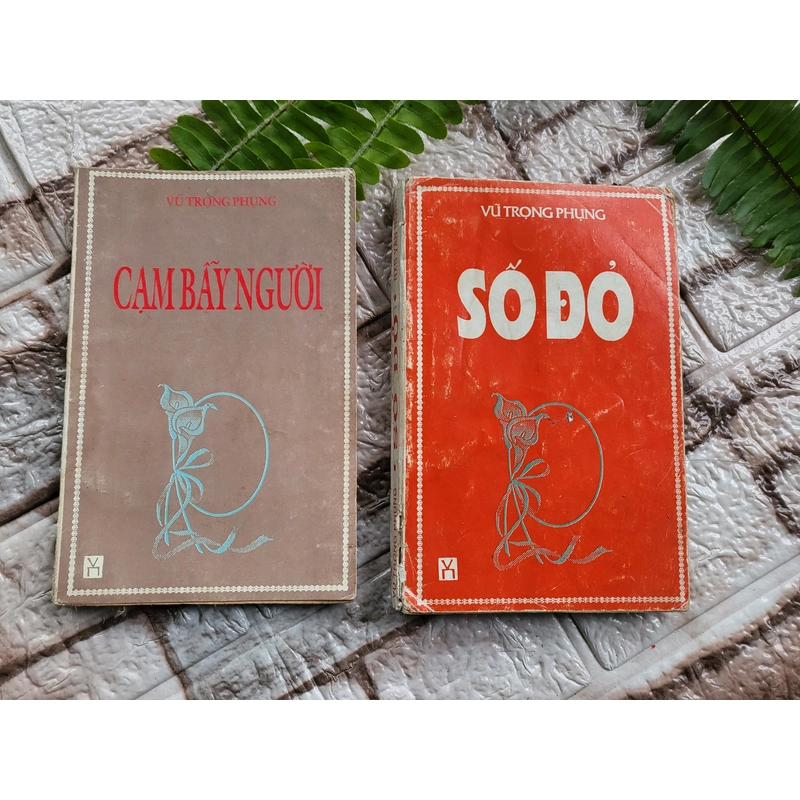 VŨ TRỌNG PHỤNG
CẠM BẪY NGƯỜI
VŨ TRỌNG PHỤNG
SỐ ĐỎ